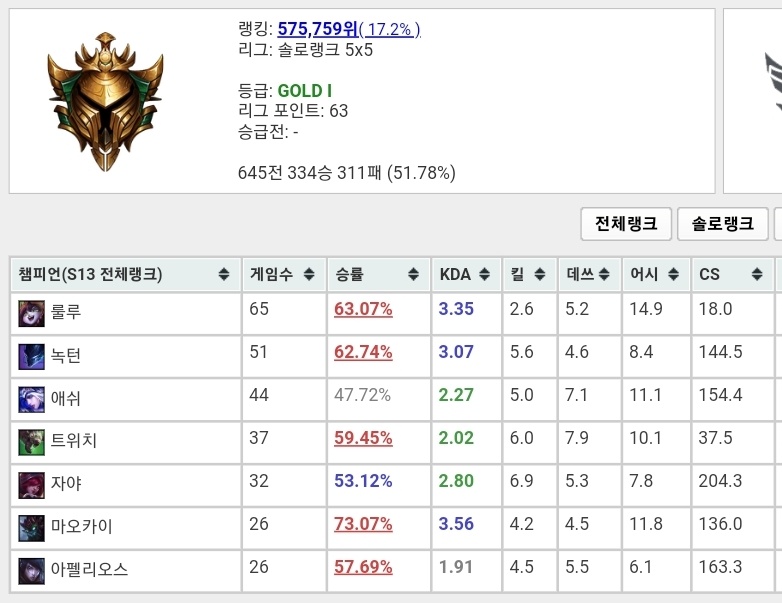 랭킹: 575,759위( 17.2% )
리그: 솔로랭크 5x5
등급: GOLD I
리그 포인트: 63
승급전: -
645전 334승 311패 (51.78%)
전체랭크 솔로랭크
챔피언(S13 전체랭크) 게임수 승률 KDA 킬 데쓰 어시 CS
룰루 65 63.07% 3.35 2.6 5.2 14.9 18.0
녹턴 51 62.74% 3.07 5.6 4.6 8.4 144.5
애쉬 44 47.72% 2.27 5.0 7.1 11.1 154.4
트위치 37 59.45% 2.02 6.0 7.9 10.1 37.5
자야 32 53.12% 2.80 6.9 5.3 7.8 204.3
마오카이 26 73.07% 3.56 4.2 4.5 11.8 136.0
아펠리오스 26 57.69% 1.91 4.5 5.5 6.1 163.3